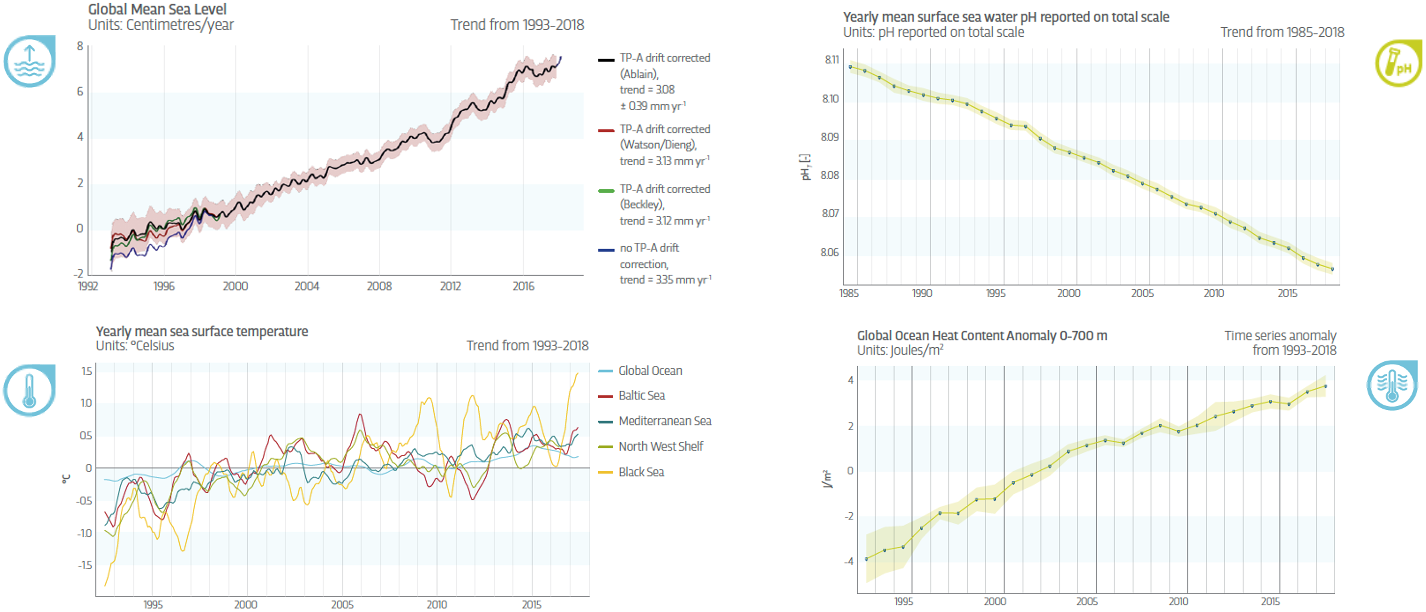 Global Mean Sea Level
Units: Centimetres/year
Trend from 1993-2018
8
6
4
2
0
-2
1992
1996
2000
2004
2008
2012
2016
TP-A drift corrected
(Ablain),
trend = 3.08
± 0.39 mm yr-1
TP-A drift corrected
(Watson/Dieng),
trend = 3.13 mm yr-1
TP-A drift corrected
(Beckley),
trend = 3.12 mm yr-1
no TP-A drift
correction,
trend = 3.35 mm yr-1
Yearly mean surface sea water pH reported on total scale
Units: pH reported on total scale
Trend from 1985-2018
pH
8.11
8.10
8.09
8.08
8.07
8.06
pHT [-]
1985
1990
1995
2000
2005
2010
2015
Yearly mean sea surface temperature
Units: °Celsius
Trend from 1993-2018
1.5
1.0
0.5
0
-0.5
-1.0
-1.5
°C
1995
2000
2005
2010
2015
Global Ocean
Baltic Sea
Mediterranean Sea
North West Shelf
Black Sea
Global Ocean Heat Content Anomaly 0-700 m
Units: Joules/m2
Time series anomaly
from 1993-2018
4
2
0
-2
-4
J/m2
1995
2000
2005
2010
2015